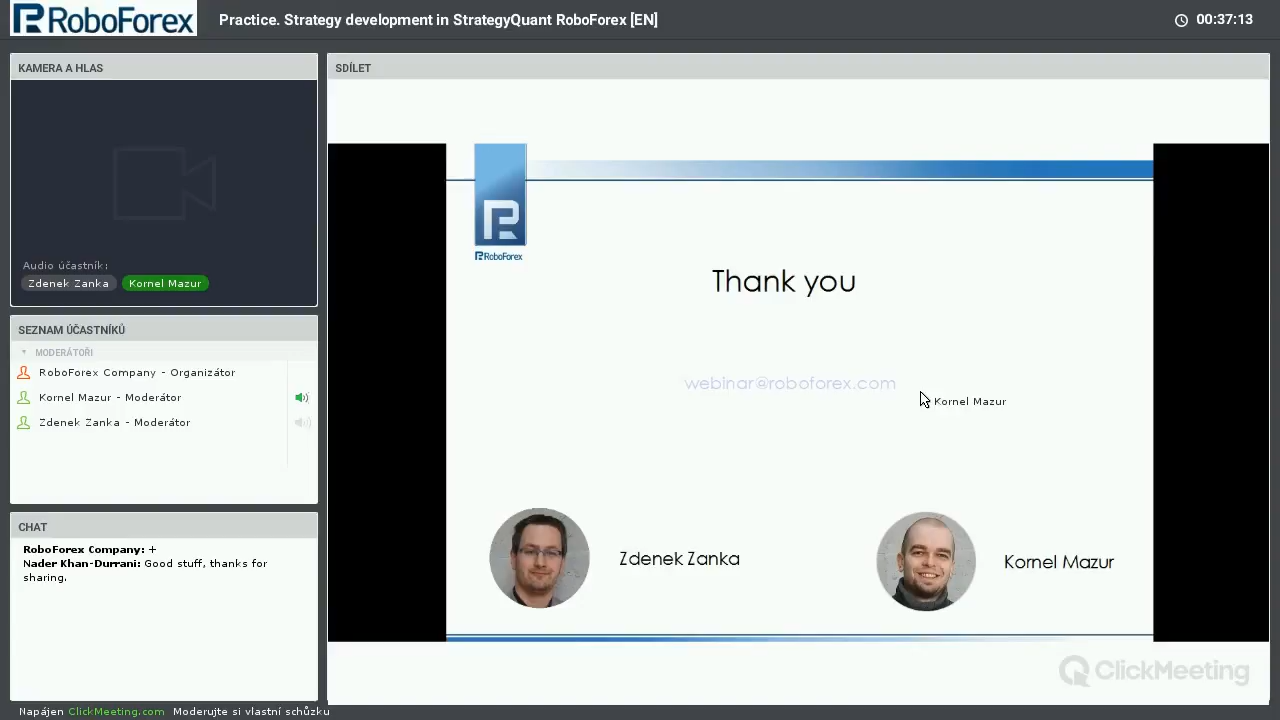 RoboForex
Practice. Strategy development in StrategyQuant RoboForex [EN]
00:37:13
KAMERA A HLAS
Audio účastník:
Zdenek Zanka
Kornel Mazur
SEZNAM ÚČASTNÍKŮ
MODERÁTOŘI
RoboForex Company - Organizátor
Kornel Mazur - Moderátor
Zdenek Zanka - Moderátor
CHAT
RoboForex Company: +
Nader Khan-Durrani: Good stuff, thanks for
sharing.
Napájen ClickMeeting.com Moderujte si vlastní schůzku
SDÍLET
RoboForex
Thank you
webinar@roboforex.com
Kornel Mazur
Zdenek Zanka
Kornel Mazur
ClickMeeting